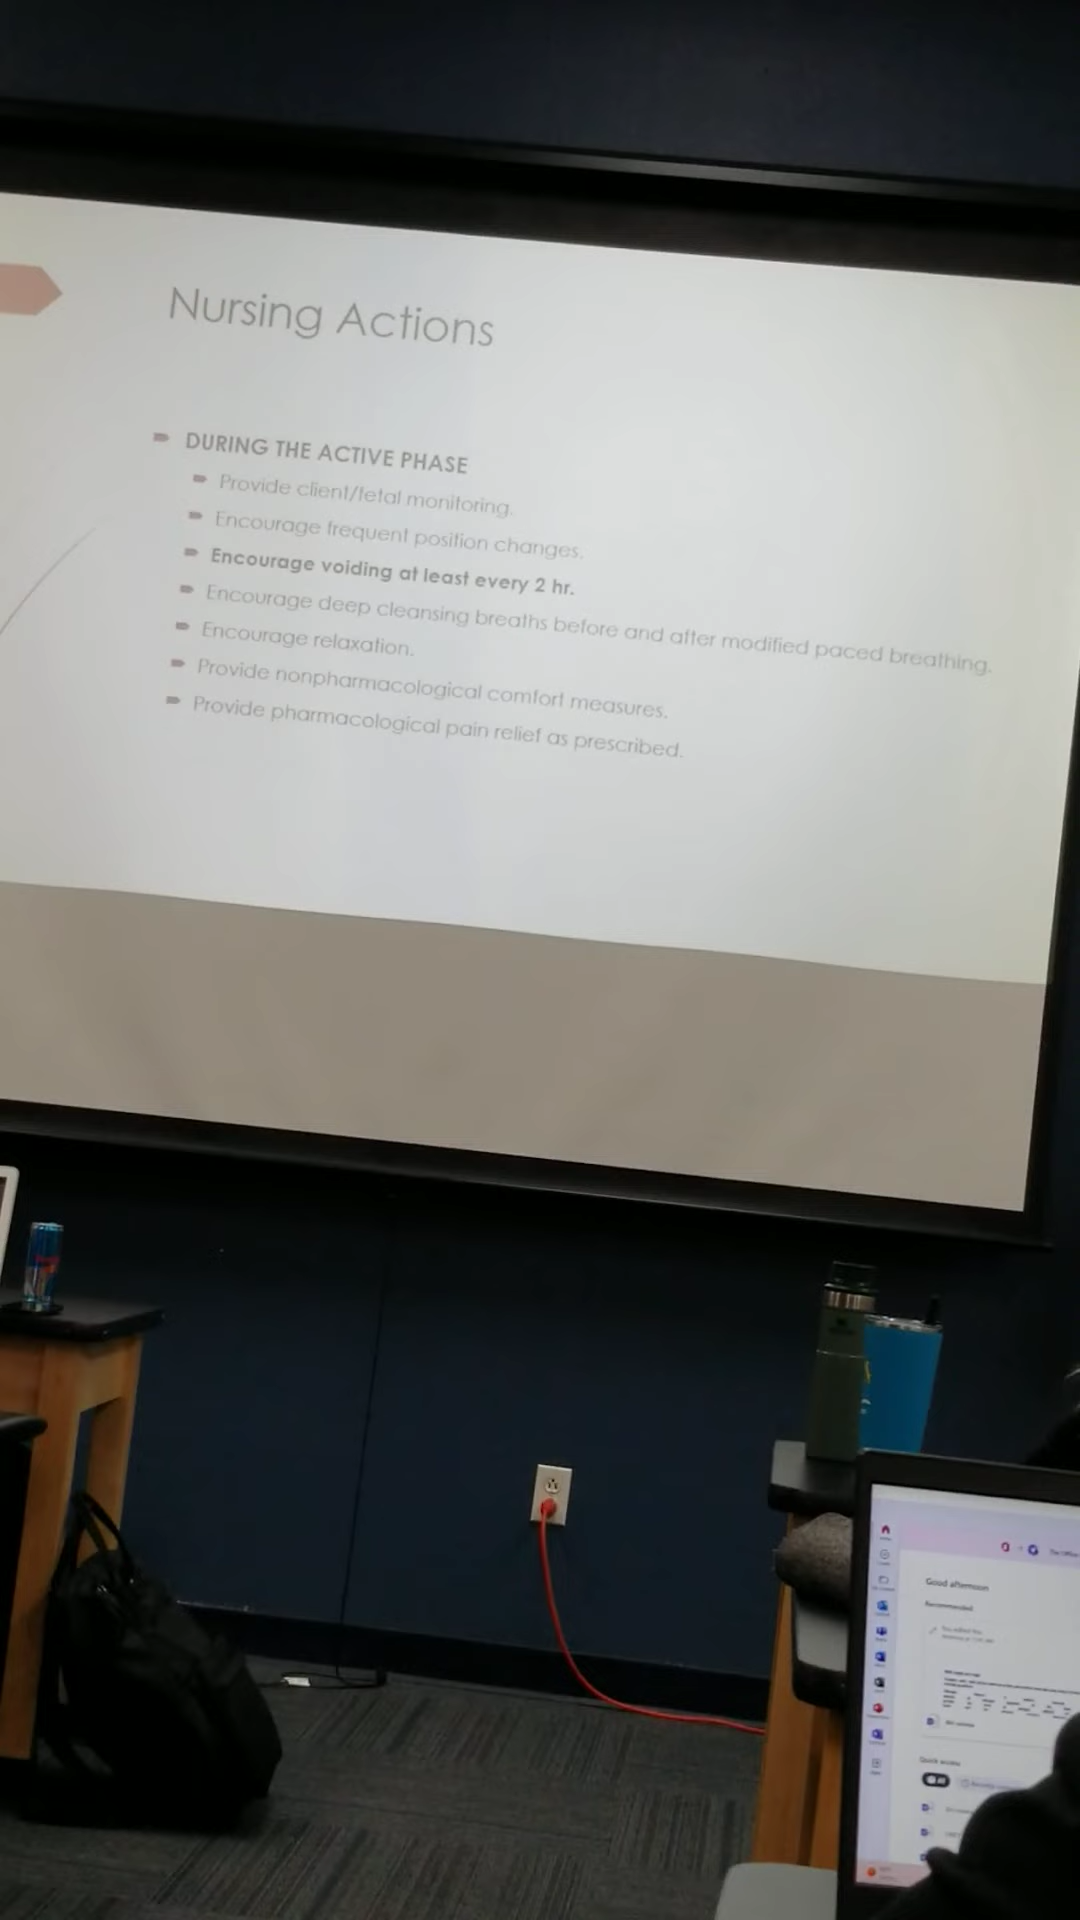 Nursing Actions
DURING THE ACTIVE PHASE
Provide client/fetal monitoring.
Encourage frequent position changes.
Encourage voiding at least every 2 hr.
Encourage deep cleansing breaths before and after modified paced breathing.
Encourage relaxation.
Provide nonpharmacological comfort measures.
Provide pharmacological pain relief as prescribed.
Good afternoon
Recommended
Quick access